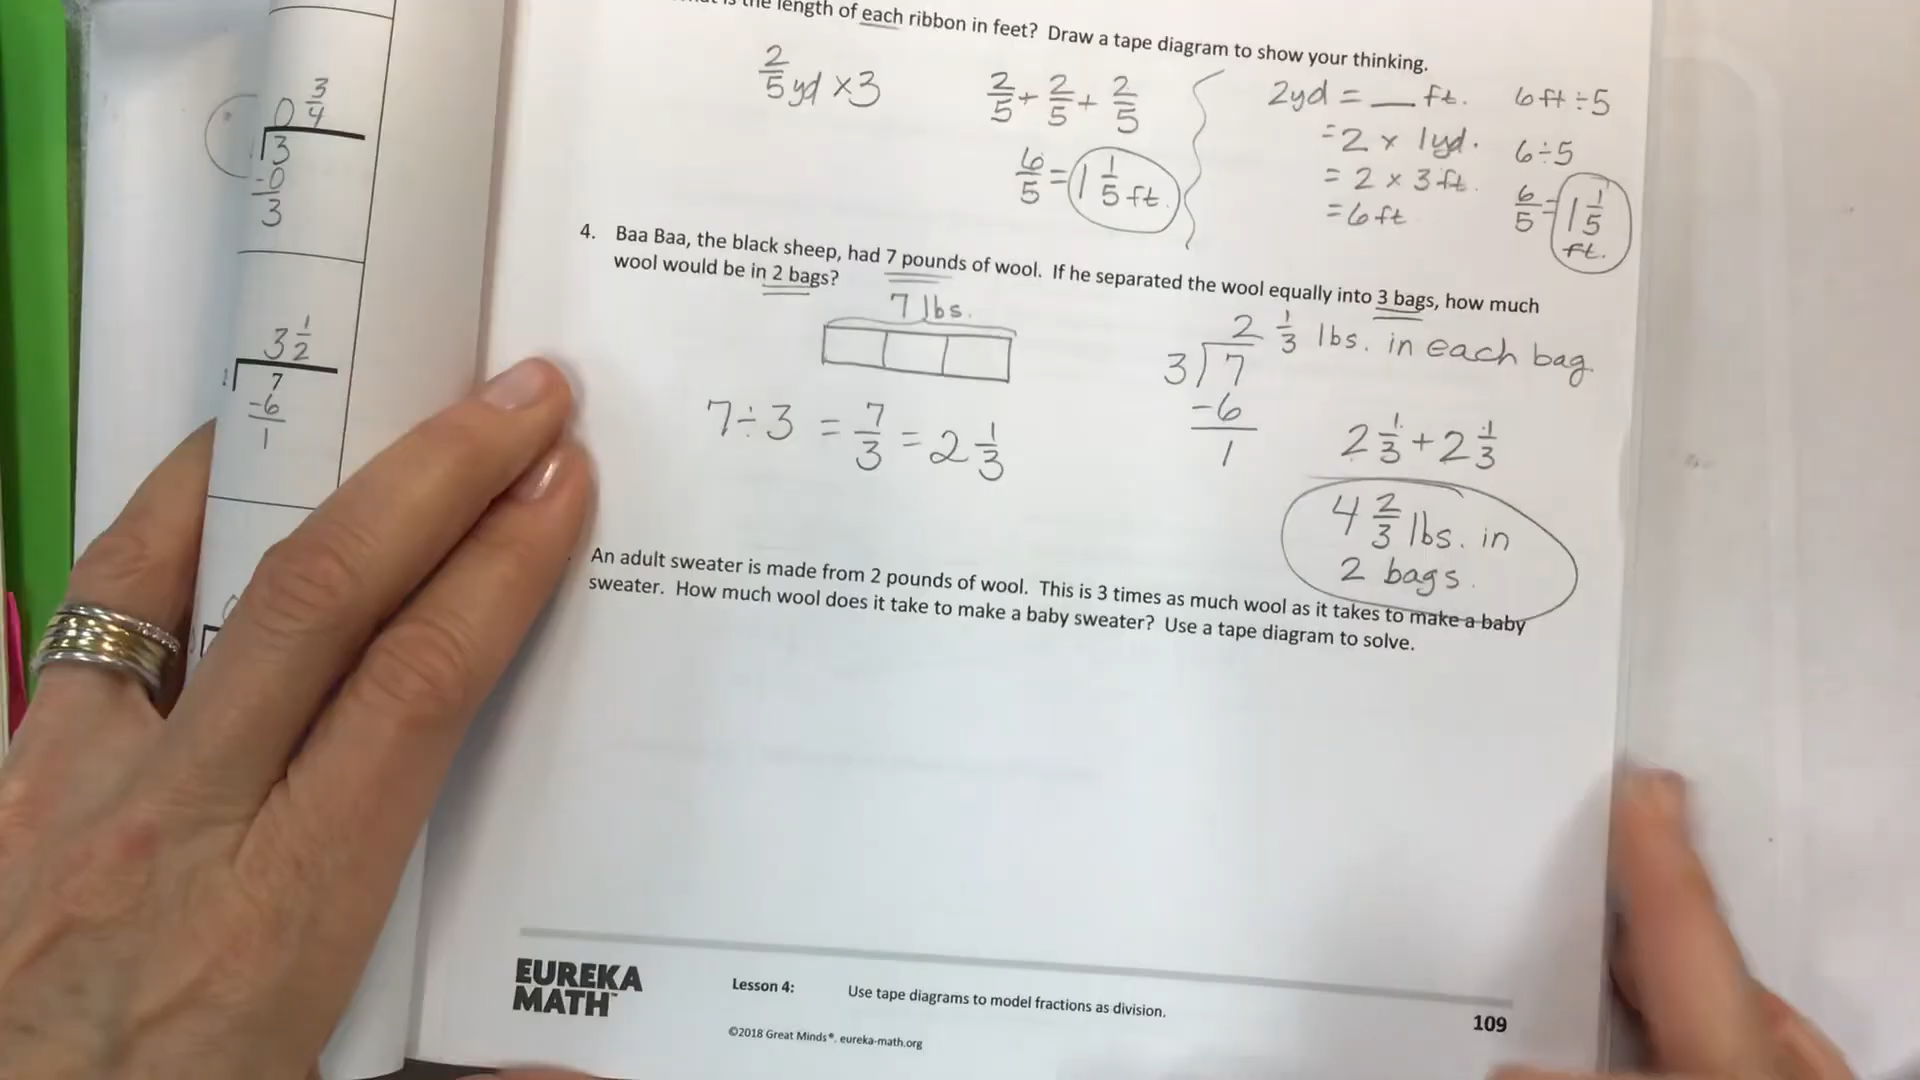 is the length of each ribbon in feet? Draw a tape diagram to show your thinking.
2/5 yd × 3
2/5 + 2/5 + 2/5
6/5 = 1 1/5 ft.
2yd = __ ft.
= 2 × 1yd.
= 2 × 3 ft.
= 6 ft
6ft ÷ 5
6 ÷ 5
6/5 = 1 1/5
ft.
0 3/4
3
-0
3
3 1/2
7
-6
1
4. Baa Baa, the black sheep, had 7 pounds of wool. If he separated the wool equally into 3 bags, how much
wool would be in 2 bags?
7 lbs.
7 ÷ 3 = 7/3 = 2 1/3
2 1/3 lbs. in each bag.
3)7
-6
1
2 1/3 + 2 1/3
4 2/3 lbs. in
2 bags.
An adult sweater is made from 2 pounds of wool. This is 3 times as much wool as it takes to make a baby
sweater. How much wool does it take to make a baby sweater? Use a tape diagram to solve.
EUREKA
MATH™
Lesson 4: Use tape diagrams to model fractions as division.
©2018 Great Minds®. eureka-math.org
109